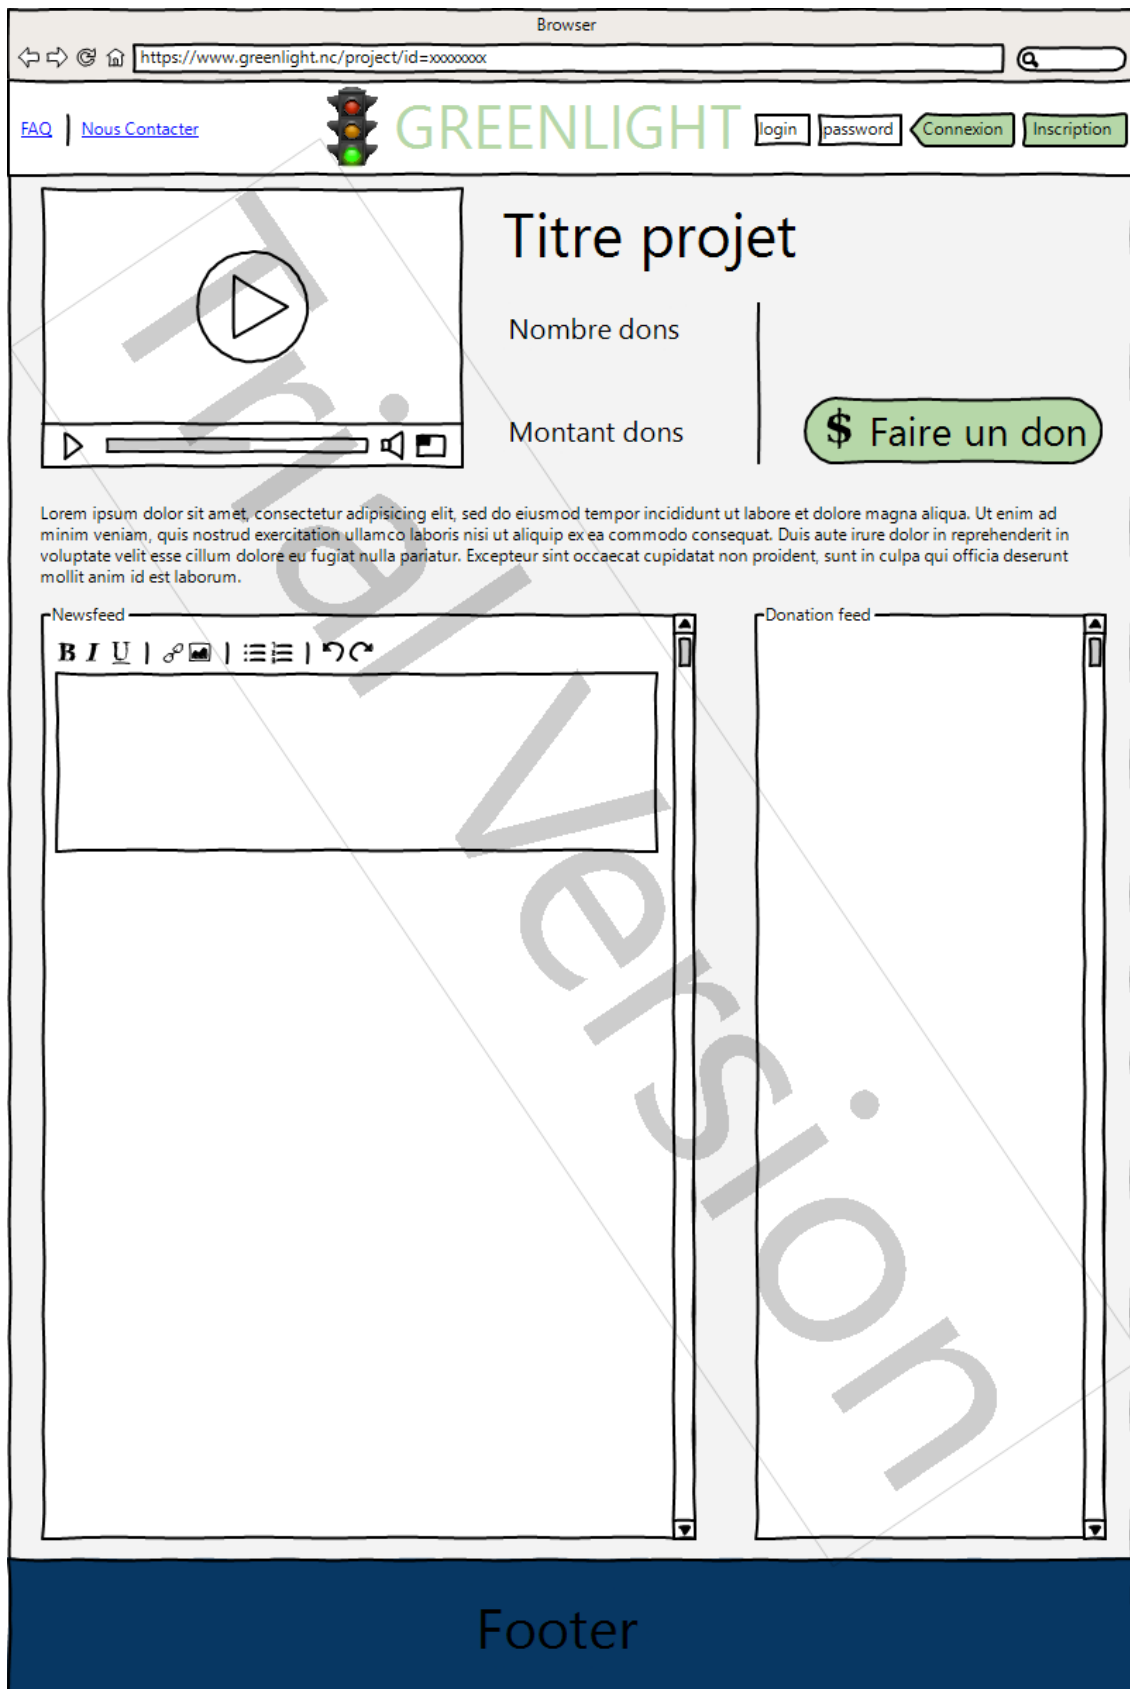 Browser
https://www.greenlight.nc/project/id=xxxxxxxx
FAQ | Nous Contacter
GREENLIGHT
login
password
Connexion
Inscription
Titre projet
Nombre dons
Montant dons
$ Faire un don
Lorem ipsum dolor sit amet, consectetur adipisicing elit, sed do eiusmod tempor incididunt ut labore et dolore magna aliqua. Ut enim ad
minim veniam, quis nostrud exercitation ullamco laboris nisi ut aliquip ex ea commodo consequat. Duis aute irure dolor in reprehenderit in
voluptate velit esse cillum dolore eu fugiat nulla pariatur. Excepteur sint occaecat cupidatat non proident, sunt in culpa qui officia deserunt
mollit anim id est laborum.
Newsfeed
B I U
Donation feed
Trial Version
Footer